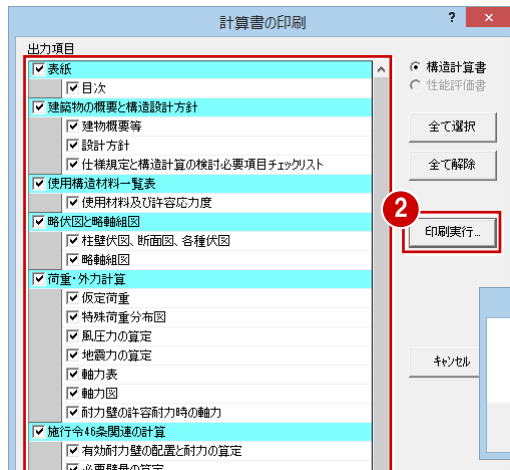 計算書の印刷
?
×
出力項目
表紙
目次
建築物の概要と構造設計方針
建物概要等
設計方針
仕様規定と構造計算の検討必要項目チェックリスト
使用構造材料一覧表
使用材料及び許容応力度
略伏図と略軸組図
柱壁伏図、断面図、各種伏図
略軸組図
荷重・外力計算
仮定荷重
特殊荷重分布図
風圧力の算定
地震力の算定
軸力表
軸力図
耐力壁の許容耐力時の軸力
施行令46条関連の計算
有効耐力壁の配置と耐力の算定
必要壁量の算定
構造計算書
性能評価書
全て選択
全て解除
2
印刷実行...
キャンセル